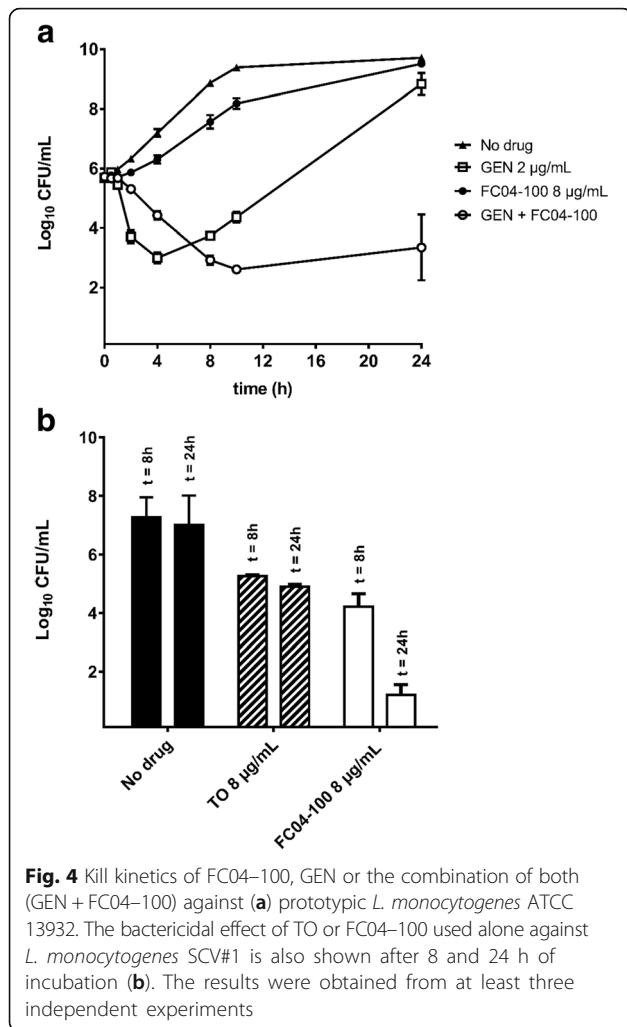 a
10
8
6
4
2
Log₁₀ CFU/mL
0 4 8 12 16 20 24
time (h)
No drug
GEN 2 µg/mL
FC04-100 8 µg/mL
GEN + FC04-100
b
10
8
6
4
2
Log₁₀ CFU/mL
t = 8h
t = 24h
t = 8h
t = 24h
t = 8h
t = 24h
No drug
TO 8 µg/mL
FC04-100 8 µg/mL
Fig. 4 Kill kinetics of FC04–100, GEN or the combination of both
(GEN + FC04–100) against (a) prototypic L. monocytogenes ATCC
13932. The bactericidal effect of TO or FC04–100 used alone against
L. monocytogenes SCV#1 is also shown after 8 and 24 h of
incubation (b). The results were obtained from at least three
independent experiments